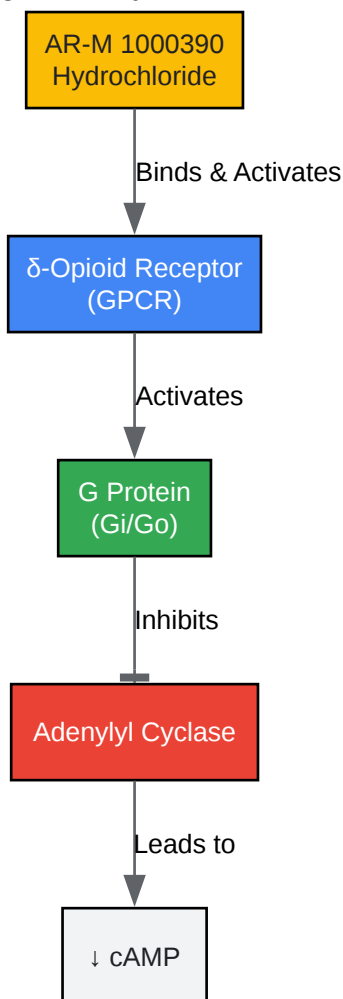 AR-M 1000390
Hydrochloride
Binds & Activates
δ-Opioid Receptor
(GPCR)
Activates
G Protein
(Gi/Go)
Inhibits
Adenylyl Cyclase
Leads to
↓ cAMP